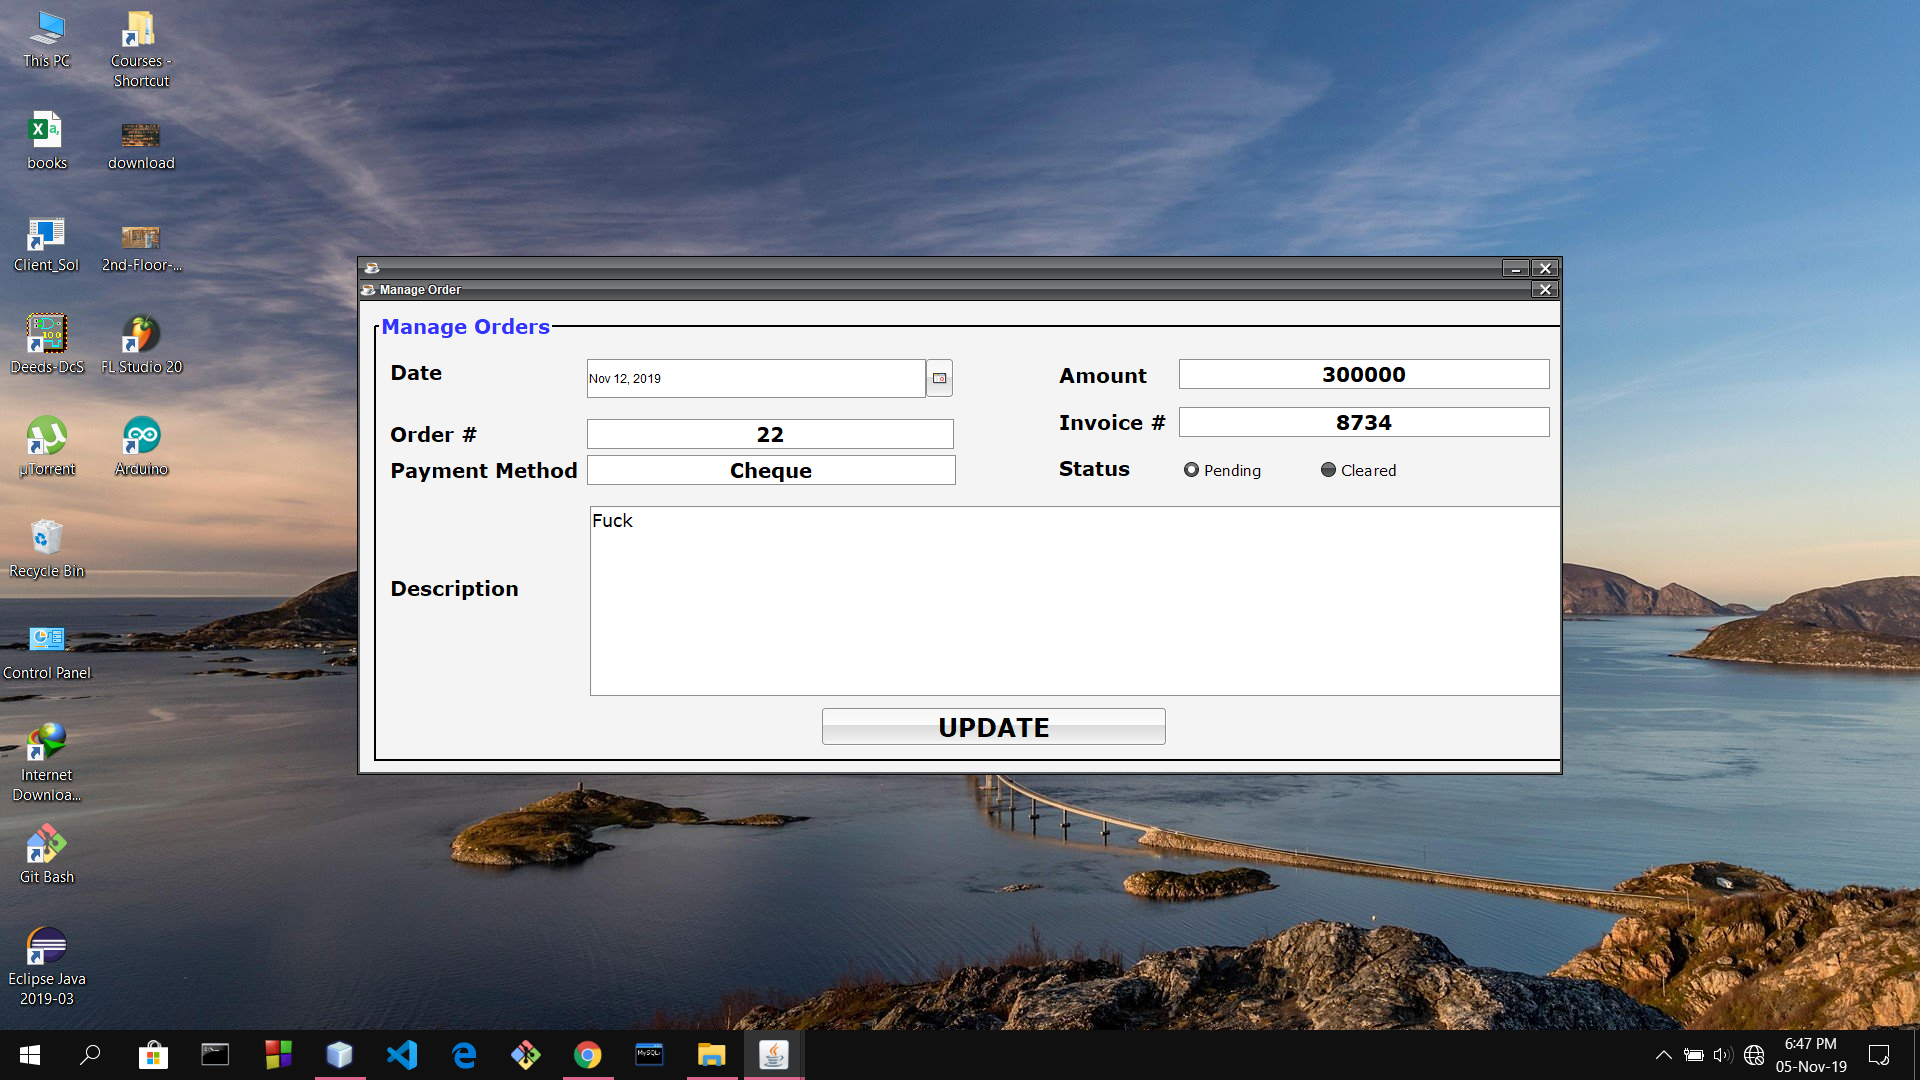 This PC
Courses -
Shortcut
books
download
Client_Sol
2nd-Floor-...
Deeds-DcS
FL Studio 20
µTorrent
Arduino
Recycle Bin
Control Panel
Internet
Downloa...
Git Bash
Eclipse Java
2019-03
Manage Order
Manage Orders
Date
Nov 12, 2019
Amount
300000
Order #
22
Invoice #
8734
Payment Method
Cheque
Status
Pending
Cleared
Description
Fuck
UPDATE
MySQL
6:47 PM
05-Nov-19